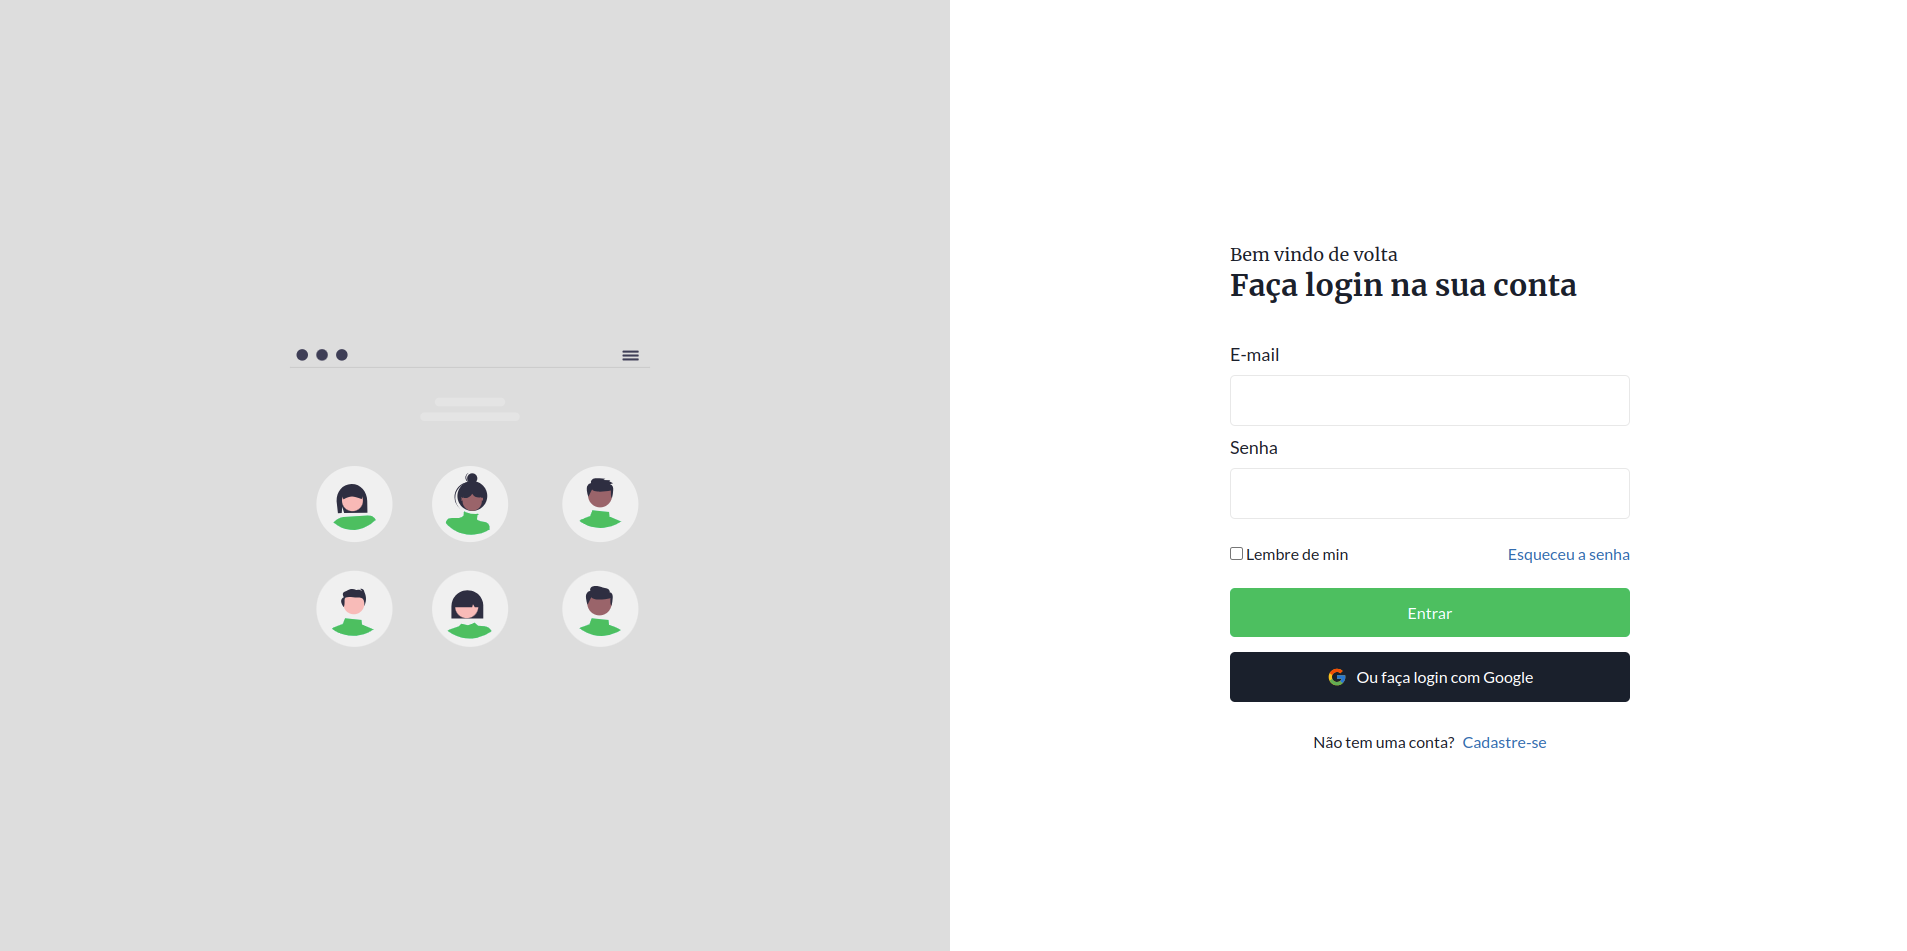 Bem vindo de volta
Faça login na sua conta
E-mail
Senha
Lembre de min
Esqueceu a senha
Entrar
Ou faça login com Google
Não tem uma conta? Cadastre-se